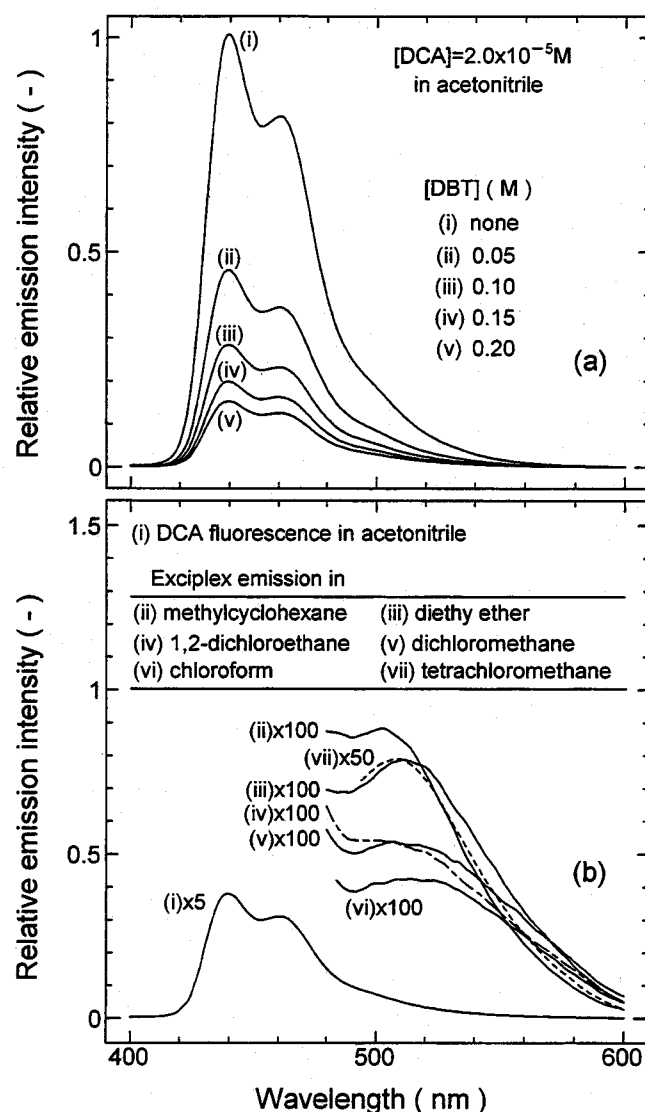 1
(i)
[DCA]=2.0x10⁻⁵M
in acetonitrile
[DBT] ( M )
(i) none
0.5
(ii)
(ii) 0.05
(iii) 0.10
(iii)
(iv) 0.15
(iv)
(v) 0.20
(v)
(a)
0
Relative emission intensity ( - )
1.5
(i) DCA fluorescence in acetonitrile
Exciplex emission in
(ii) methylcyclohexane (iii) diethy ether
(iv) 1,2-dichloroethane (v) dichloromethane
(vi) chloroform (vii) tetrachloromethane
1
(ii)x100
(vii)x50
(iii)x100
(iv)x100
0.5
(v)x100
(b)
(i)x5
(vi)x100
0
Relative emission intensity ( - )
400 500 600
Wavelength ( nm )